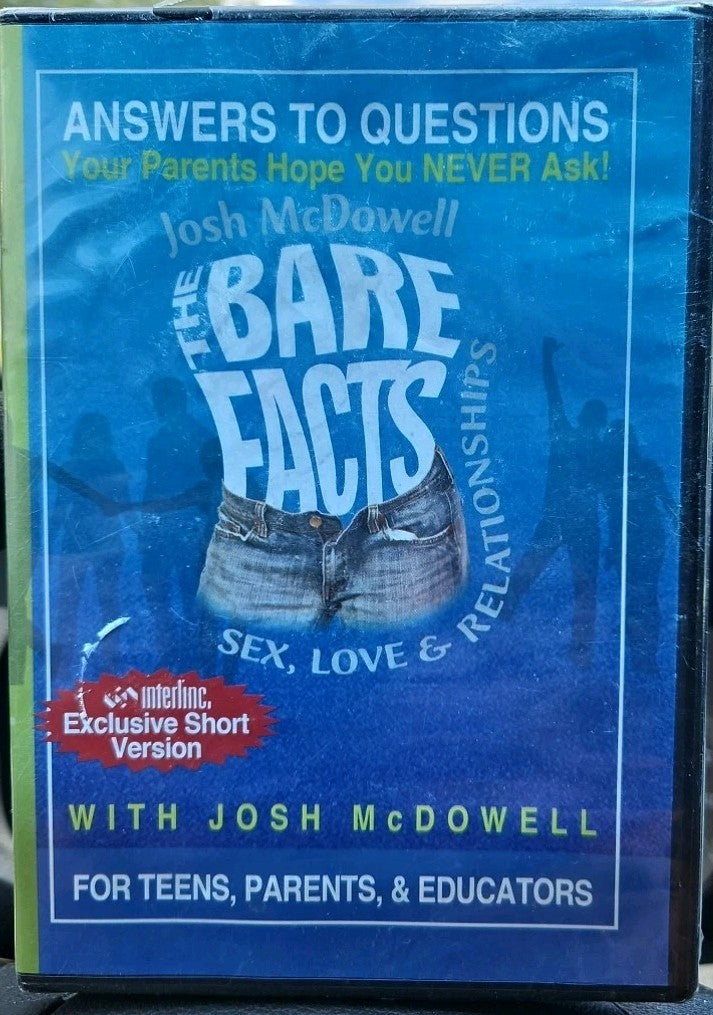 ANSWERS TO QUESTIONS
Your Parents Hope You NEVER Ask!
Josh McDowell
THE
BARE
FACTS
SEX, LOVE & RELATIONSHIPS
interlinc.
Exclusive Short
Version
WITH JOSH McDOWELL
FOR TEENS, PARENTS, & EDUCATORS